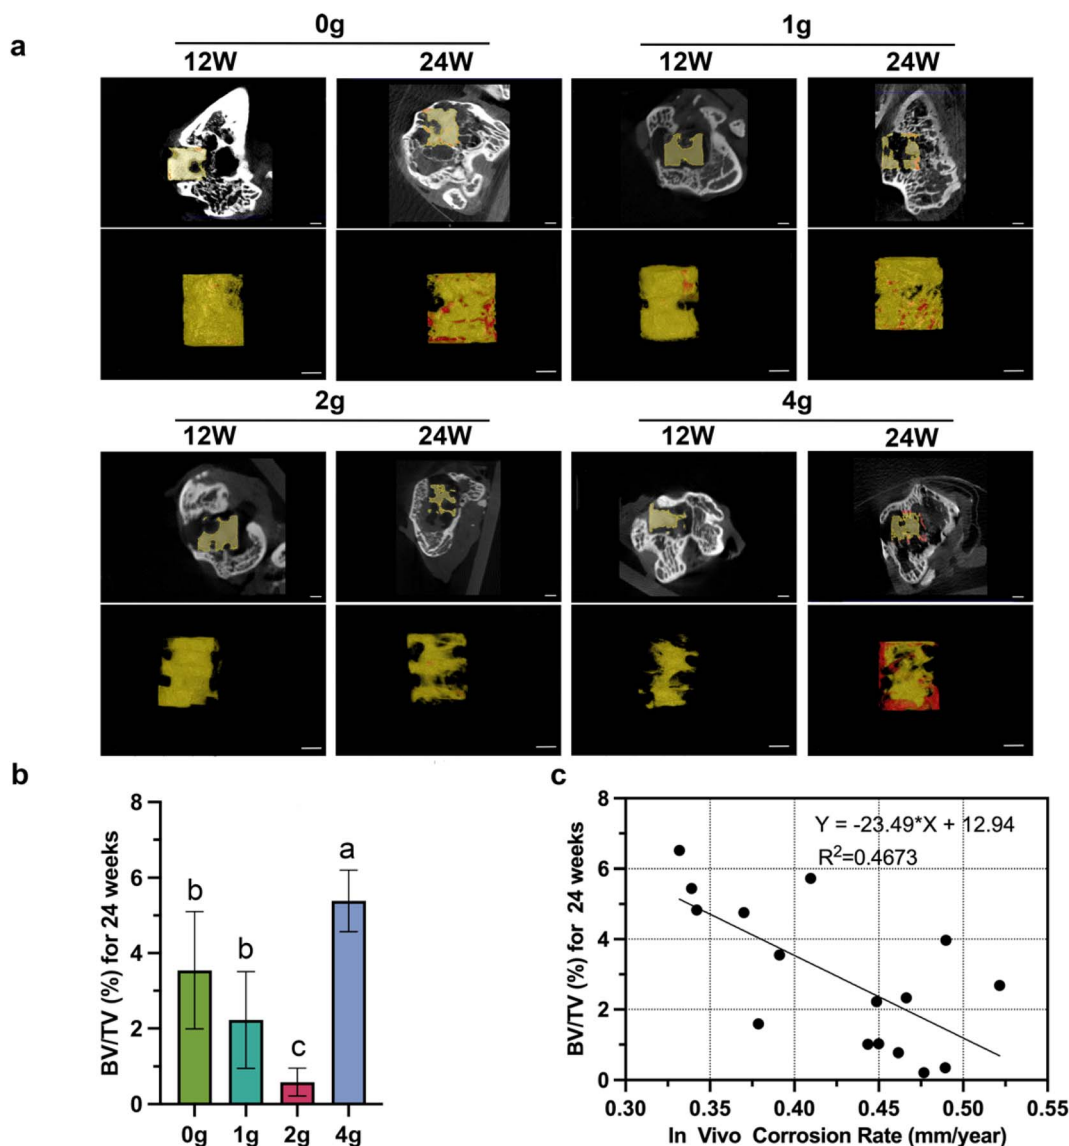 a
0g 1g
12W 24W 12W 24W
2g 4g
12W 24W 12W 24W
b
BV/TV (%) for 24 weeks
8
6
4
2
0
b
b
c
a
0g 1g 2g 4g
c
BV/TV (%) for 24 weeks
8
6
4
2
0
Y = -23.49*X + 12.94
R²=0.4673
0.30 0.35 0.40 0.45 0.50 0.55
In Vivo Corrosion Rate (mm/year)